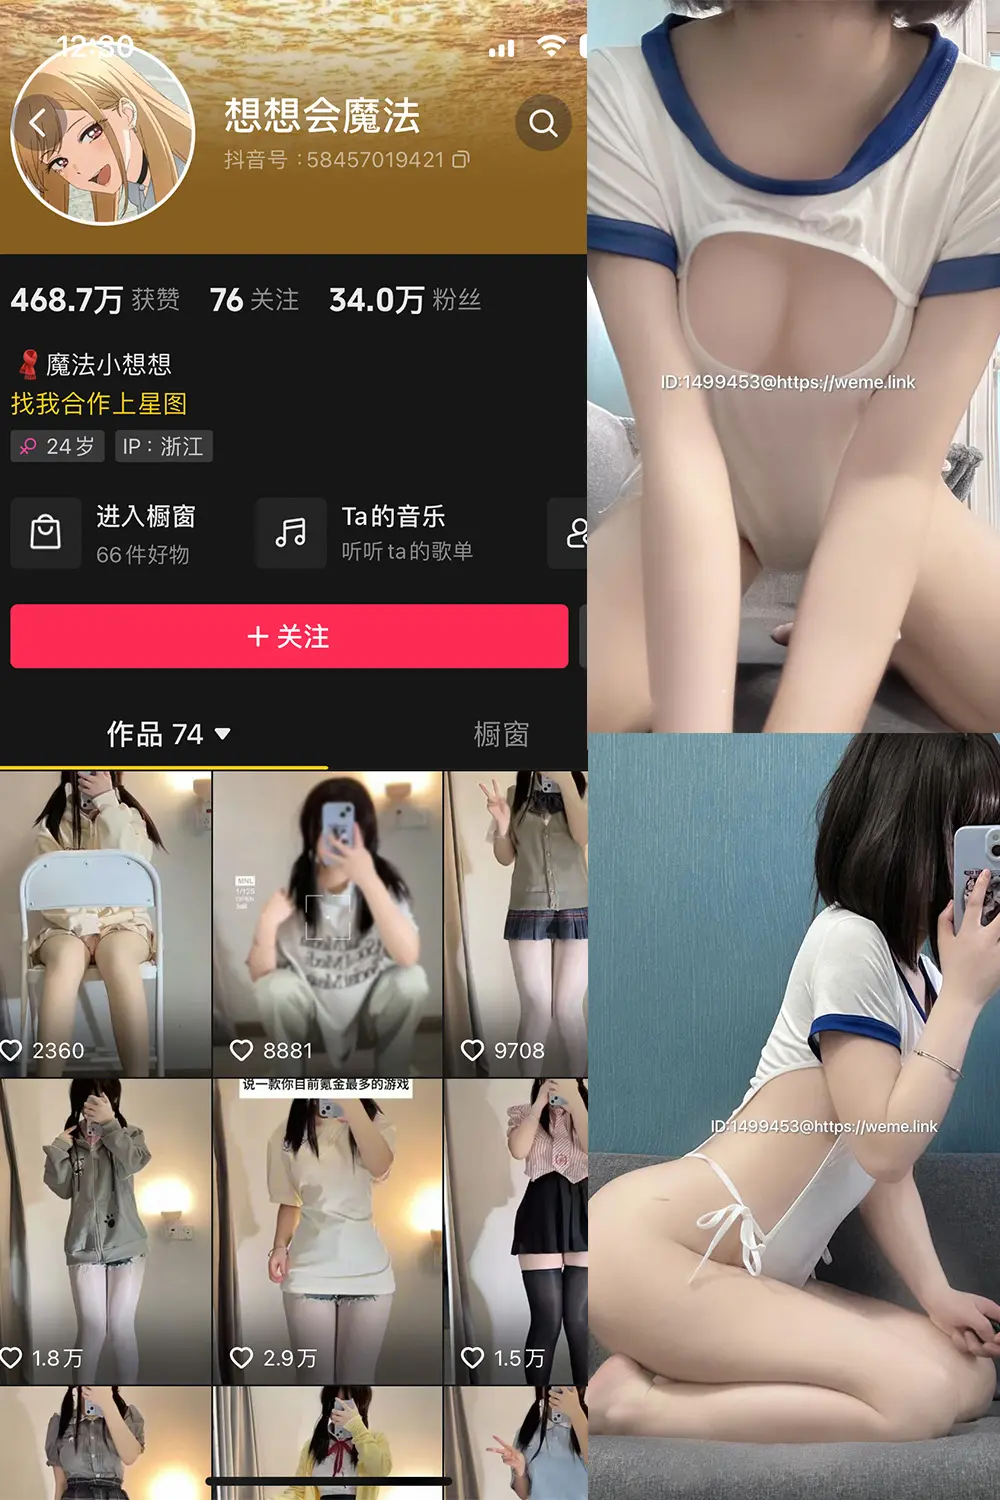 12:30
想想会魔法
抖音号：58457019421
468.7万 获赞 76 关注 34.0万 粉丝
魔法小想想
找我合作上星图
24岁 IP：浙江
进入橱窗
66件好物
Ta的音乐
听听ta的歌单
+ 关注
作品 74 橱窗
MNL
1/125
2360 8881 9708
说一款你目前氪金最多的游戏
1.8万 2.9万 1.5万
ID:1499453@https://weme.link
ID:1499453@https://weme.link